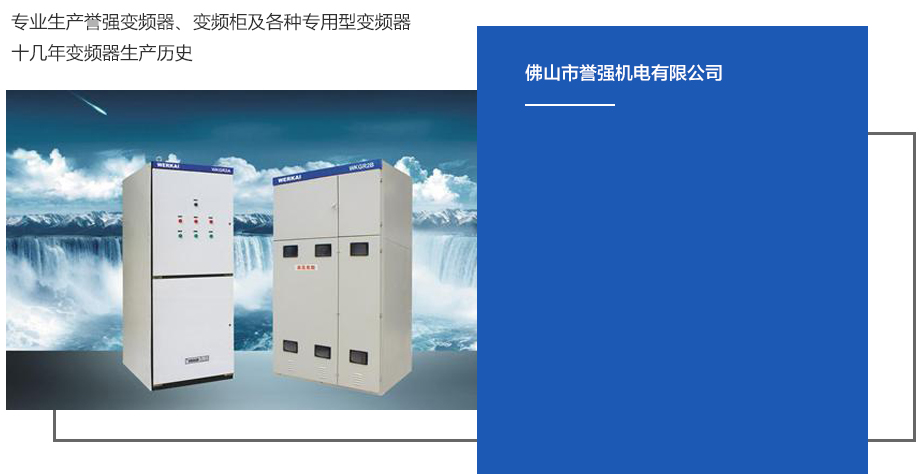 专业生产誉强变频器、变频柜及各种专用型变频器
十几年变频器生产历史
佛山市誉强机电有限公司
WERKAI
WKGR2A
WERKAI
WKGR2B